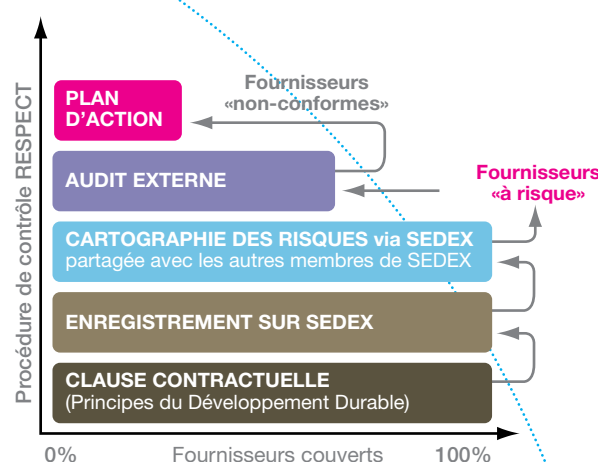 Procédure de contrôle RESPECT
PLAN
D’ACTION
Fournisseurs
«non-conformes»
AUDIT EXTERNE
Fournisseurs
«à risque»
CARTOGRAPHIE DES RISQUES via SEDEX
partagée avec les autres membres de SEDEX
ENREGISTREMENT SUR SEDEX
CLAUSE CONTRACTUELLE
(Principes du Développement Durable)
0% Fournisseurs couverts 100%